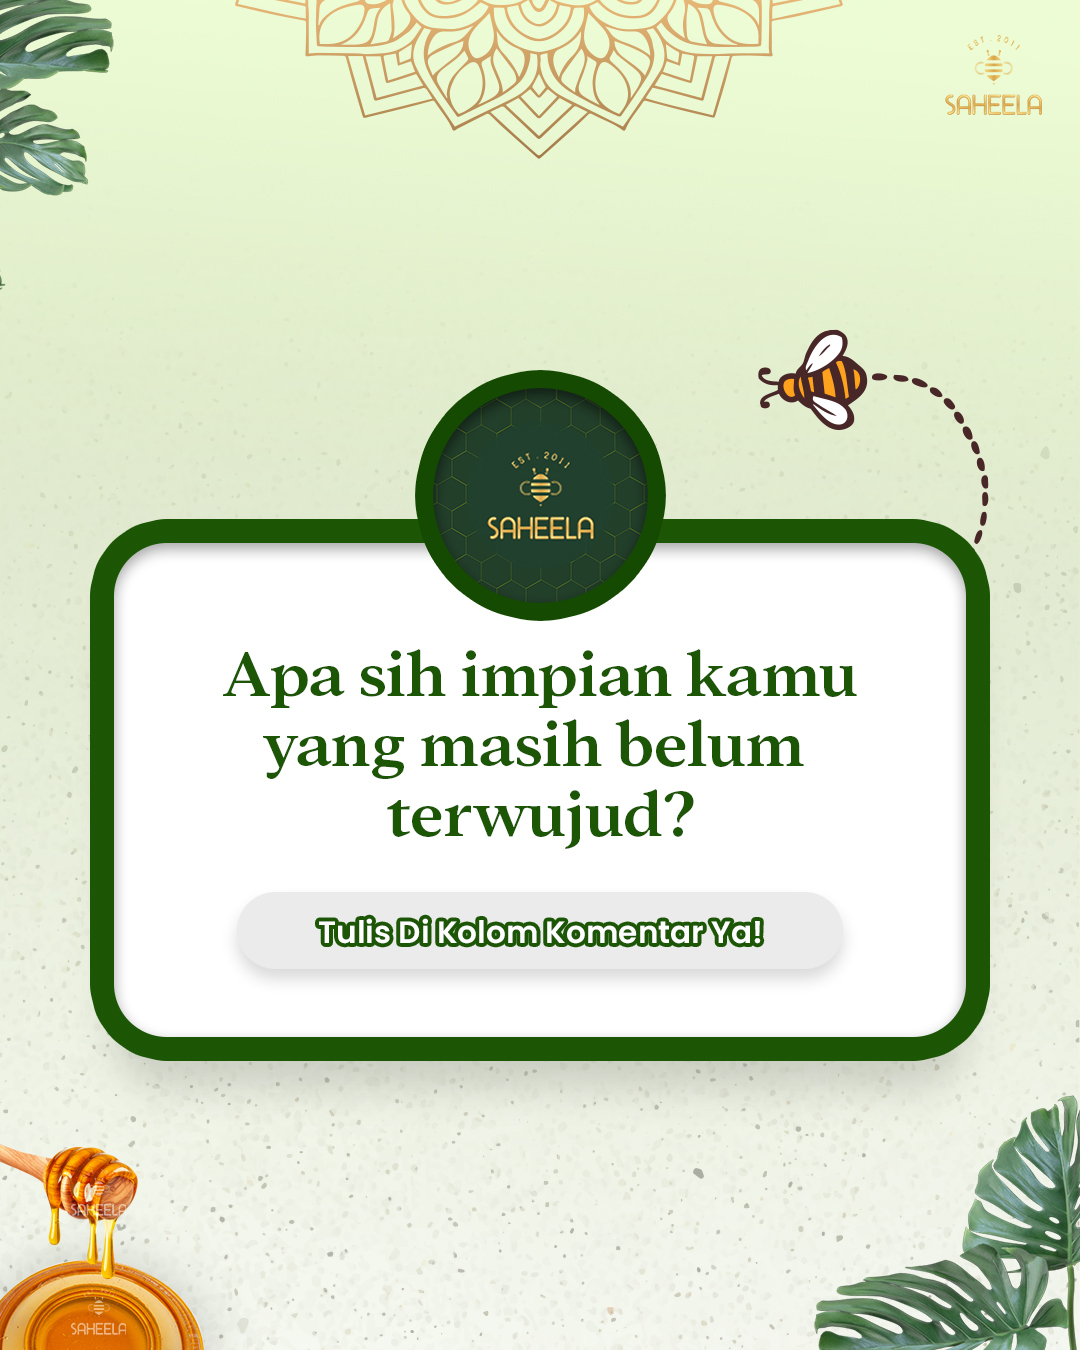 EST . 2011
SAHEELA
EST . 2011
SAHEELA
Apa sih impian kamu
yang masih belum
terwujud?
Tulis Di Kolom Komentar Ya!
SAHEELA
SAHEELA